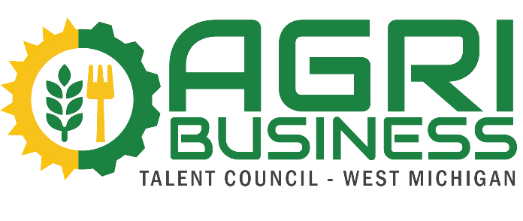 AGRI
BUSINESS
TALENT COUNCIL - WEST MICHIGAN